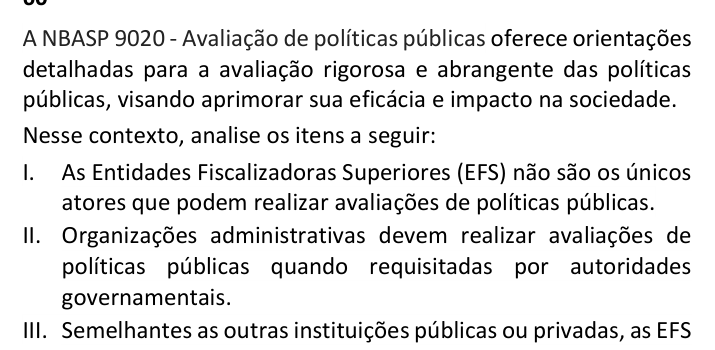 A NBASP 9020 - Avaliação de políticas públicas oferece orientações
detalhadas para a avaliação rigorosa e abrangente das políticas
públicas, visando aprimorar sua eficácia e impacto na sociedade.
Nesse contexto, analise os itens a seguir:
I. As Entidades Fiscalizadoras Superiores (EFS) não são os únicos
atores que podem realizar avaliações de políticas públicas.
II. Organizações administrativas devem realizar avaliações de
políticas públicas quando requisitadas por autoridades
governamentais.
III. Semelhantes as outras instituições públicas ou privadas, as EFS